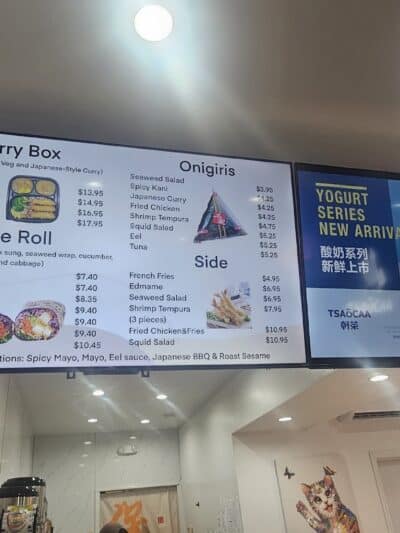 rry Box
Veg and Japanese-Style Curry)
$13.95
$14.95
$16.95
$17.95
e Roll
sung, seaweed wrap, cucumber,
nd cabbage)
$7.40
$7.40
$8.35
$9.40
$9.40
$9.40
$10.45
Onigiris
Seaweed Salad $3.95
Spicy Kani $4.25
Japanese Curry $4.25
Fried Chicken $4.25
Shrimp Tempura $4.75
Squid Salad $5.25
Eel $5.25
Tuna $5.25
Side
French Fries $4.95
Edmame $6.95
Seaweed Salad $6.95
Shrimp Tempura $7.95
(3 pieces)
Fried Chicken&Fries $10.95
Squid Salad $10.95
tions: Spicy Mayo, Mayo, Eel sauce, Japanese BBQ & Roast Sesame
YOGURT
SERIES
NEW ARRIVA
酸奶系列
新鲜上市
TSAOCAA